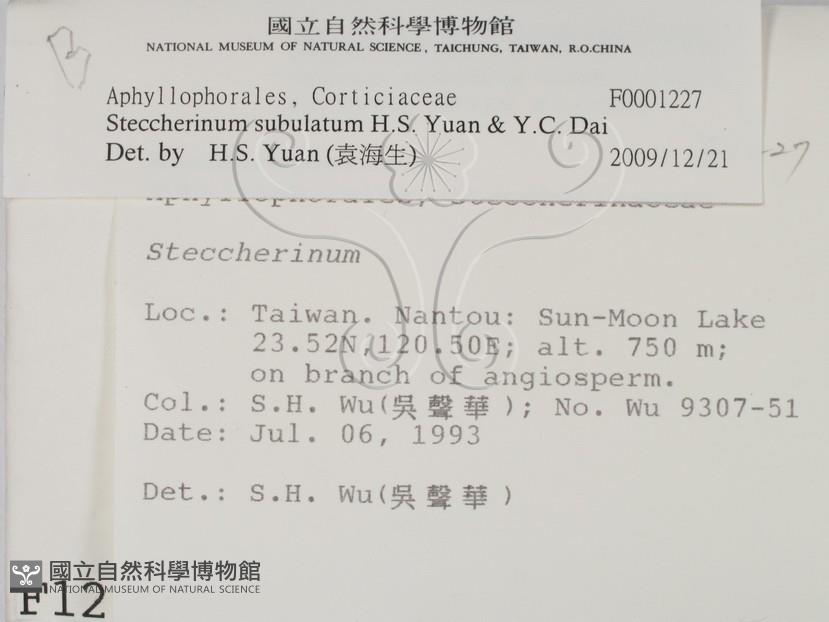 國立自然科學博物館
NATIONAL MUSEUM OF NATURAL SCIENCE, TAICHUNG, TAIWAN, R.O.CHINA
Aphyllophorales, Corticiaceae F0001227
Steccherinum subulatum H.S. Yuan & Y.C. Dai
Det. by H.S. Yuan (袁海生) 2009/12/21
-27
Aphyllophorales, Steccherinaceae
Steccherinum
Loc.: Taiwan. Nantou: Sun-Moon Lake
23.52N,120.50E; alt. 750 m;
on branch of angiosperm.
Col.: S.H. Wu(吳聲華); No. Wu 9307-51
Date: Jul. 06, 1993
Det.: S.H. Wu(吳聲華)
國立自然科學博物館
NATIONAL MUSEUM OF NATURAL SCIENCE
F12